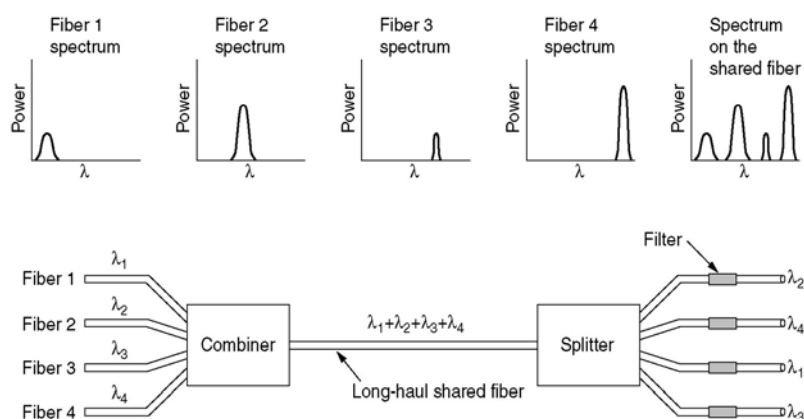 Fiber 1
spectrum
Fiber 2
spectrum
Fiber 3
spectrum
Fiber 4
spectrum
Spectrum
on the
shared fiber
Power
λ
Power
λ
Power
λ
Power
λ
Power
λ
Filter
Fiber 1
λ1
Fiber 2
λ2
Fiber 3
λ3
Fiber 4
λ4
Combiner
λ1+λ2+λ3+λ4
Long-haul shared fiber
Splitter
λ2
λ4
λ1
λ3